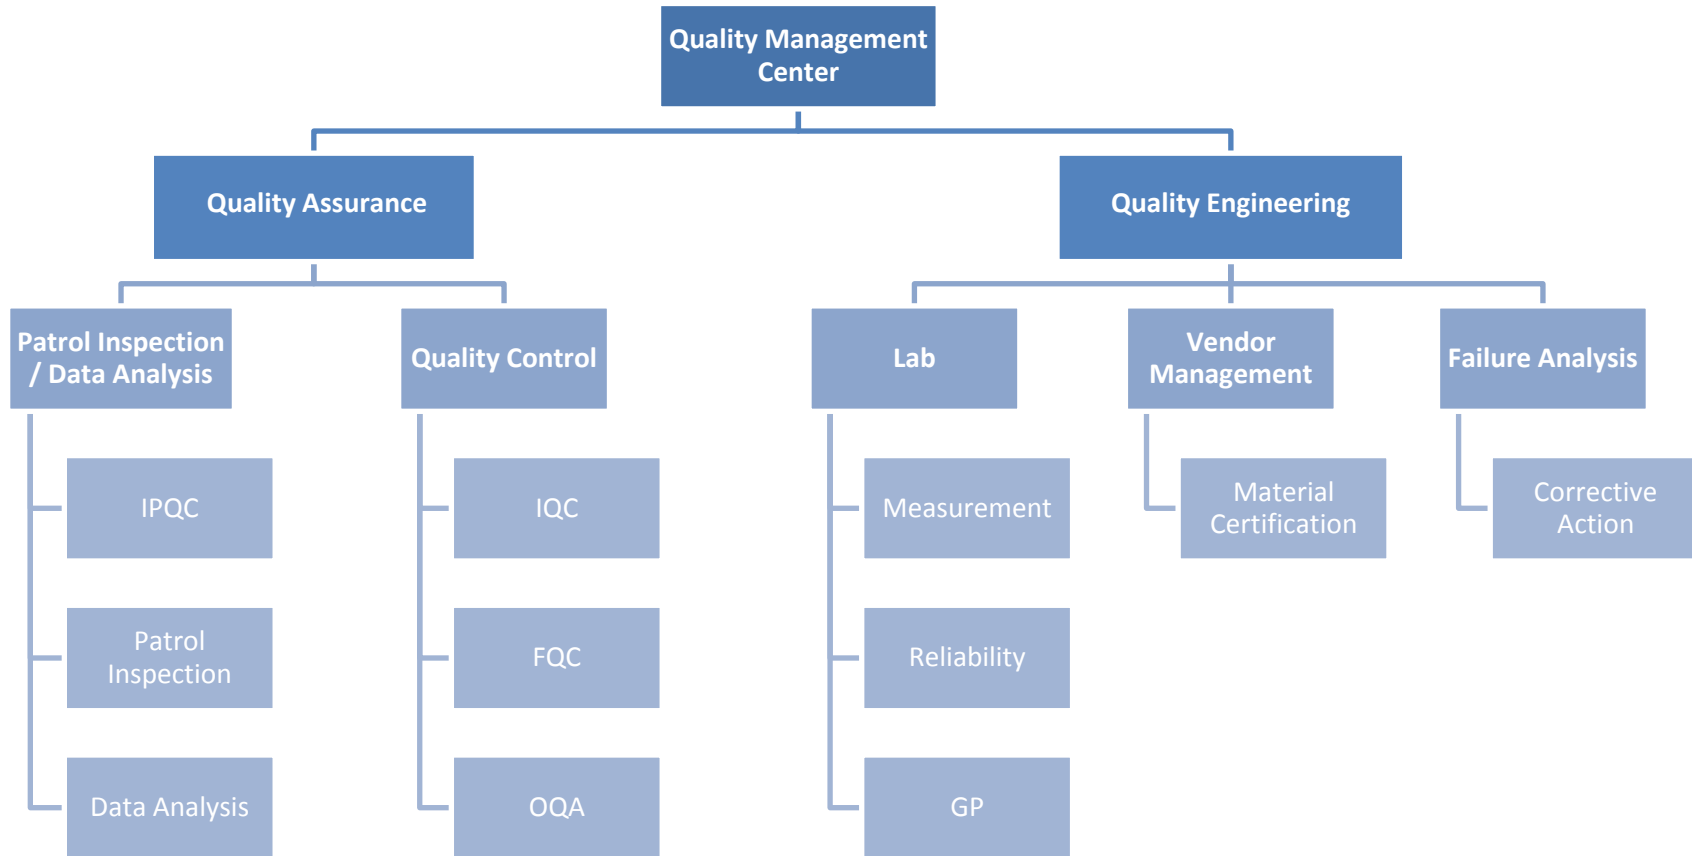 Quality Management
Center
Quality Assurance
Quality Engineering
Patrol Inspection
/ Data Analysis
Quality Control
Lab
Vendor
Management
Failure Analysis
IPQC
IQC
Measurement
Material
Certification
Corrective
Action
Patrol
Inspection
FQC
Reliability
Data Analysis
OQA
GP